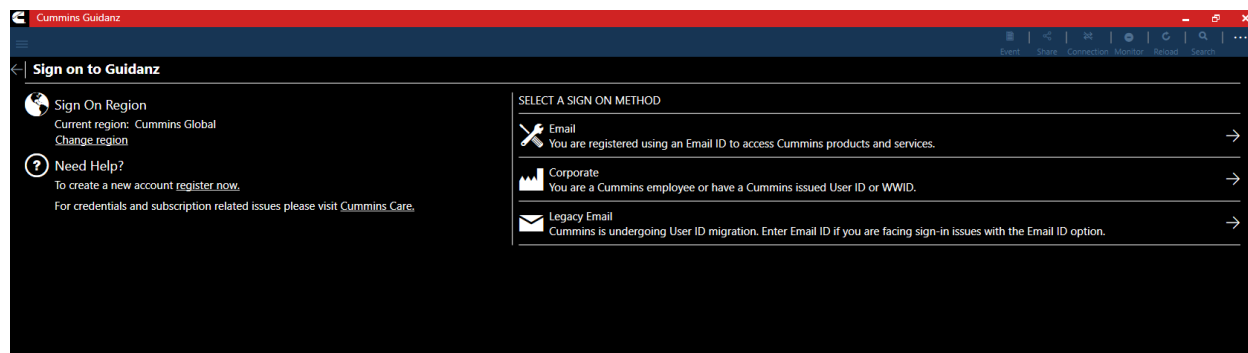 Cummins Guidanz
Event
Share
Connection
Monitor
Reload
Search
Sign on to Guidanz
Sign On Region
Current region: Cummins Global
Change region
Need Help?
To create a new account register now.
For credentials and subscription related issues please visit Cummins Care.
SELECT A SIGN ON METHOD
Email
You are registered using an Email ID to access Cummins products and services.
Corporate
You are a Cummins employee or have a Cummins issued User ID or WWID.
Legacy Email
Cummins is undergoing User ID migration. Enter Email ID if you are facing sign-in issues with the Email ID option.